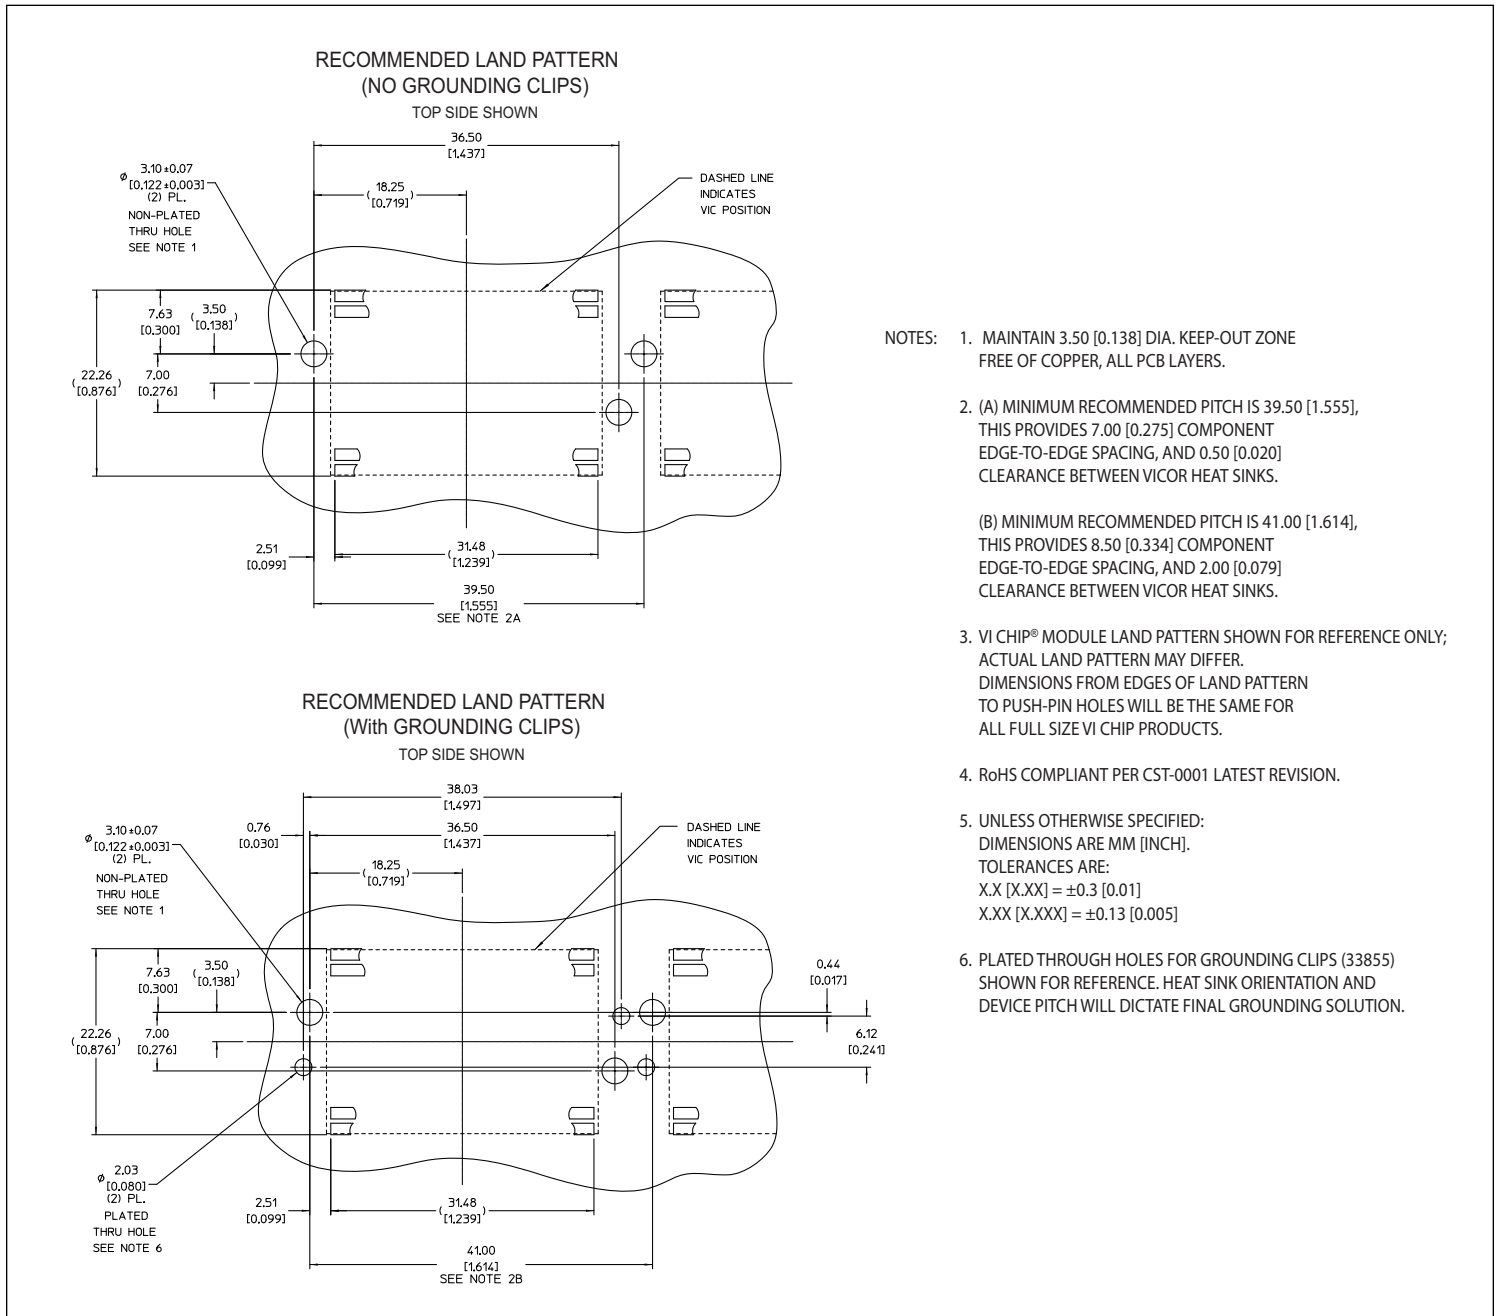 RECOMMENDED LAND PATTERN
(NO GROUNDING CLIPS)
TOP SIDE SHOWN
36.50
[1.437]
⌀ 3.10 ±0.07
[0.122 ±0.003]
(2) PL.
NON-PLATED
THRU HOLE
SEE NOTE 1
(18.25
[0.719])
DASHED LINE
INDICATES
VIC POSITION
7.63
[0.300]
(3.50
[0.138])
(22.26
[0.876])
7.00
[0.276]
2.51
[0.099]
(31.48
[1.239])
39.50
[1.555]
SEE NOTE 2A
RECOMMENDED LAND PATTERN
(With GROUNDING CLIPS)
TOP SIDE SHOWN
38.03
[1.497]
⌀ 3.10 ±0.07
[0.122 ±0.003]
(2) PL.
NON-PLATED
THRU HOLE
SEE NOTE 1
0.76
[0.030]
36.50
[1.437]
DASHED LINE
INDICATES
VIC POSITION
(18.25
[0.719])
7.63
[0.300]
(3.50
[0.138])
0.44
[0.017]
(22.26
[0.876])
7.00
[0.276]
6.12
[0.241]
⌀ 2.03
[0.080]
(2) PL.
PLATED
THRU HOLE
SEE NOTE 6
2.51
[0.099]
(31.48
[1.239])
41.00
[1.614]
SEE NOTE 2B
NOTES: 1. MAINTAIN 3.50 [0.138] DIA. KEEP-OUT ZONE
FREE OF COPPER, ALL PCB LAYERS.
2. (A) MINIMUM RECOMMENDED PITCH IS 39.50 [1.555],
THIS PROVIDES 7.00 [0.275] COMPONENT
EDGE-TO-EDGE SPACING, AND 0.50 [0.020]
CLEARANCE BETWEEN VICOR HEAT SINKS.
(B) MINIMUM RECOMMENDED PITCH IS 41.00 [1.614],
THIS PROVIDES 8.50 [0.334] COMPONENT
EDGE-TO-EDGE SPACING, AND 2.00 [0.079]
CLEARANCE BETWEEN VICOR HEAT SINKS.
3. VI CHIP® MODULE LAND PATTERN SHOWN FOR REFERENCE ONLY;
ACTUAL LAND PATTERN MAY DIFFER.
DIMENSIONS FROM EDGES OF LAND PATTERN
TO PUSH-PIN HOLES WILL BE THE SAME FOR
ALL FULL SIZE VI CHIP PRODUCTS.
4. RoHS COMPLIANT PER CST-0001 LATEST REVISION.
5. UNLESS OTHERWISE SPECIFIED:
DIMENSIONS ARE MM [INCH].
TOLERANCES ARE:
X.X [X.XX] = ±0.3 [0.01]
X.XX [X.XXX] = ±0.13 [0.005]
6. PLATED THROUGH HOLES FOR GROUNDING CLIPS (33855)
SHOWN FOR REFERENCE. HEAT SINK ORIENTATION AND
DEVICE PITCH WILL DICTATE FINAL GROUNDING SOLUTION.